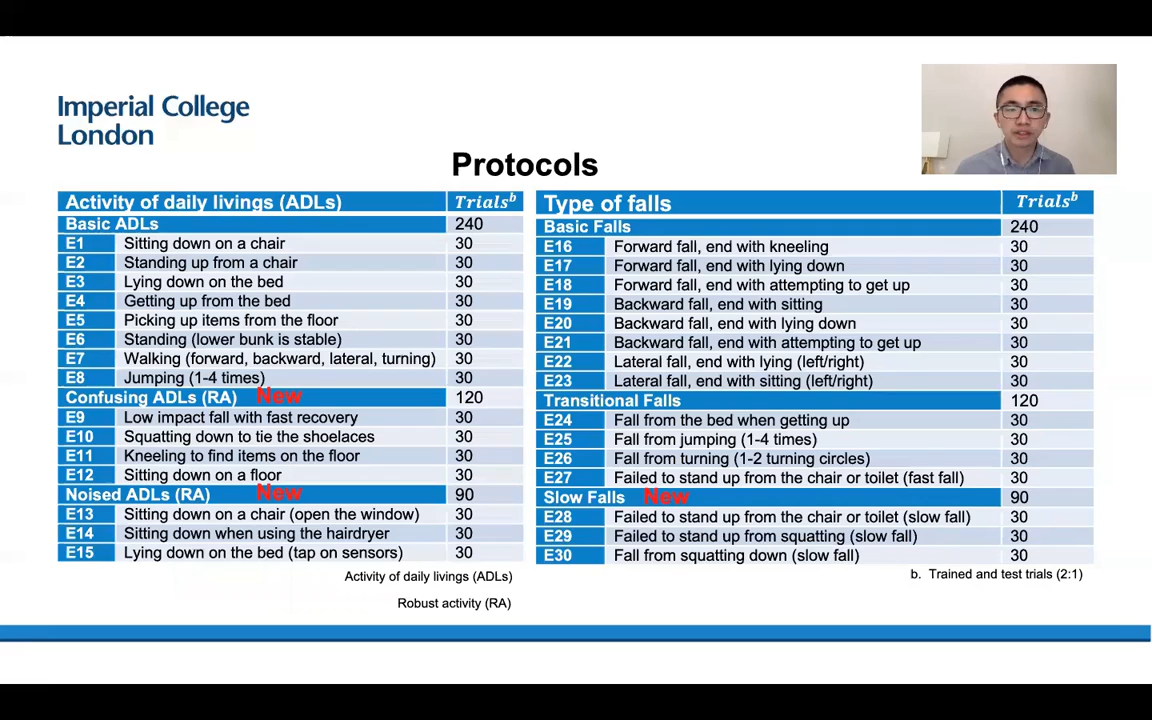 Imperial College
London
Protocols
Activity of daily livings (ADLs) Trials^b
Basic ADLs 240
E1 Sitting down on a chair 30
E2 Standing up from a chair 30
E3 Lying down on the bed 30
E4 Getting up from the bed 30
E5 Picking up items from the floor 30
E6 Standing (lower bunk is stable) 30
E7 Walking (forward, backward, lateral, turning) 30
E8 Jumping (1-4 times) 30
Confusing ADLs (RA) New 120
E9 Low impact fall with fast recovery 30
E10 Squatting down to tie the shoelaces 30
E11 Kneeling to find items on the floor 30
E12 Sitting down on a floor 30
Noised ADLs (RA) New 90
E13 Sitting down on a chair (open the window) 30
E14 Sitting down when using the hairdryer 30
E15 Lying down on the bed (tap on sensors) 30
Activity of daily livings (ADLs)
Robust activity (RA)
Type of falls Trials^b
Basic Falls 240
E16 Forward fall, end with kneeling 30
E17 Forward fall, end with lying down 30
E18 Forward fall, end with attempting to get up 30
E19 Backward fall, end with sitting 30
E20 Backward fall, end with lying down 30
E21 Backward fall, end with attempting to get up 30
E22 Lateral fall, end with lying (left/right) 30
E23 Lateral fall, end with sitting (left/right) 30
Transitional Falls 120
E24 Fall from the bed when getting up 30
E25 Fall from jumping (1-4 times) 30
E26 Fall from turning (1-2 turning circles) 30
E27 Failed to stand up from the chair or toilet (fast fall) 30
Slow Falls New 90
E28 Failed to stand up from the chair or toilet (slow fall) 30
E29 Failed to stand up from squatting (slow fall) 30
E30 Fall from squatting down (slow fall) 30
b. Trained and test trials (2:1)